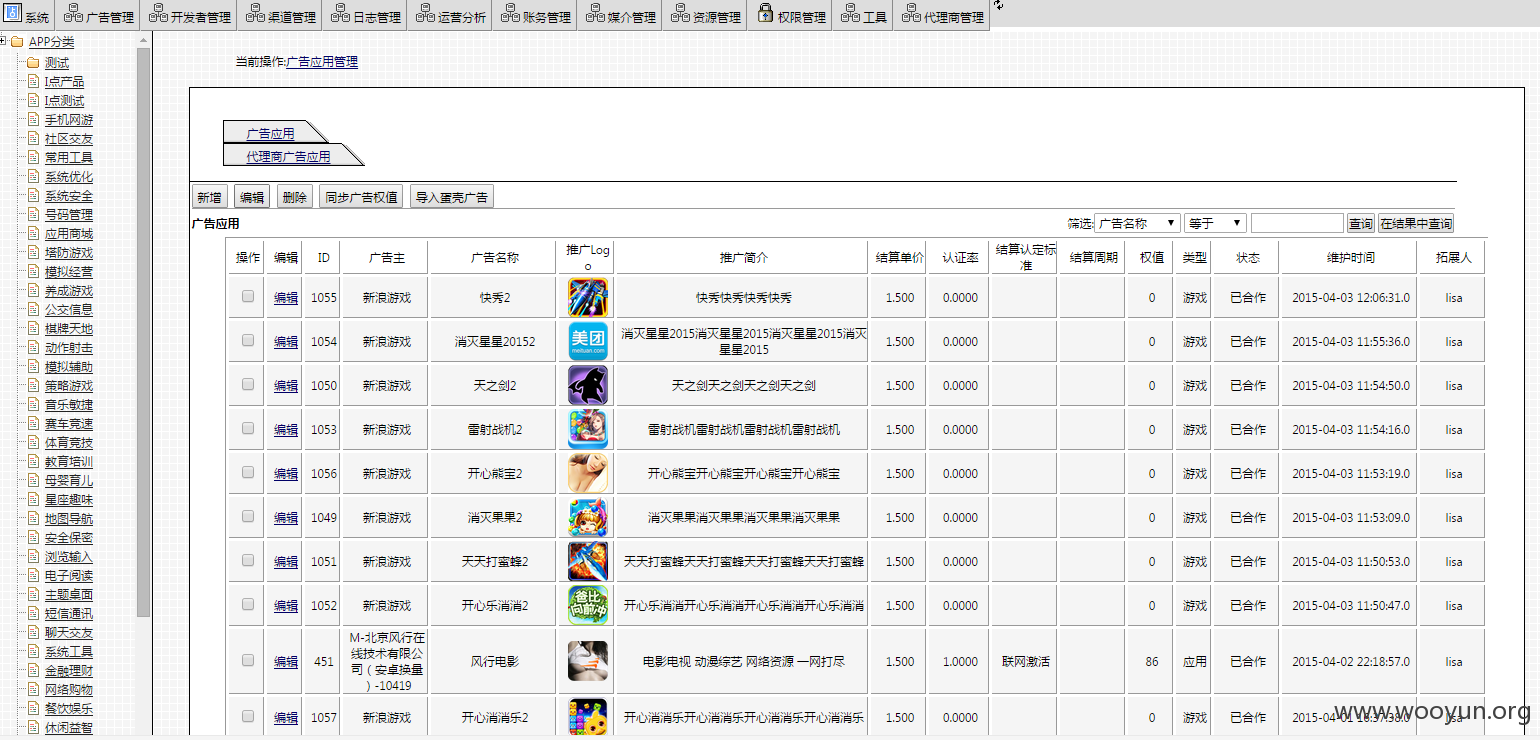 系统 广告管理 开发者管理 渠道管理 日志管理 运营分析 账务管理 媒介管理 资源管理 权限管理 工具 代理商管理
APP分类
测试
I点产品
I点测试
手机网游
社区交友
常用工具
系统优化
系统安全
号码管理
应用商城
塔防游戏
模拟经营
养成游戏
公交信息
棋牌天地
动作射击
模拟辅助
策略游戏
音乐敏捷
赛车竞速
体育竞技
教育培训
母婴育儿
星座趣味
地图导航
安全保密
浏览输入
电子阅读
主题桌面
短信通讯
聊天交友
系统工具
金融理财
网络购物
餐饮娱乐
休闲益智
当前操作:广告应用管理
广告应用
代理商广告应用
新增 编辑 删除 同步广告权值 导入蛋壳广告
广告应用 筛选: 广告名称 等于 查询 在结果中查询
操作 编辑 ID 广告主 广告名称 推广Logo 推广简介 结算单价 认证率 结算认定标准 结算周期 权值 类型 状态 维护时间 拓展人
编辑 1055 新浪游戏 快秀2 快秀快秀快秀快秀 1.500 0.0000 0 游戏 已合作 2015-04-03 12:06:31.0 lisa
编辑 1054 新浪游戏 消灭星星20152 美团 meituan.com 消灭星星2015消灭星星2015消灭星星2015消灭星星2015 1.500 0.0000 0 游戏 已合作 2015-04-03 11:55:36.0 lisa
编辑 1050 新浪游戏 天之剑2 天之剑天之剑天之剑天之剑 1.500 0.0000 0 游戏 已合作 2015-04-03 11:54:50.0 lisa
编辑 1053 新浪游戏 雷射战机2 雷射战机雷射战机雷射战机雷射战机 1.500 0.0000 0 游戏 已合作 2015-04-03 11:54:16.0 lisa
编辑 1056 新浪游戏 开心熊宝2 开心熊宝开心熊宝开心熊宝开心熊宝 1.500 0.0000 0 游戏 已合作 2015-04-03 11:53:19.0 lisa
编辑 1049 新浪游戏 消灭果果2 消灭果果消灭果果消灭果果消灭果果 1.500 0.0000 0 游戏 已合作 2015-04-03 11:53:09.0 lisa
编辑 1051 新浪游戏 天天打蜜蜂2 天天打蜜蜂天天打蜜蜂天天打蜜蜂天天打蜜蜂 1.500 0.0000 0 游戏 已合作 2015-04-03 11:50:53.0 lisa
编辑 1052 新浪游戏 开心乐消消2 爸比向前冲 开心乐消消开心乐消消开心乐消消开心乐消消 1.500 0.0000 0 游戏 已合作 2015-04-03 11:50:47.0 lisa
编辑 451 M-北京风行在线技术有限公司（安卓换量）-10419 风行电影 电影电视 动漫综艺 网络资源 一网打尽 1.500 1.0000 联网激活 86 应用 已合作 2015-04-02 22:18:57.0 lisa
编辑 1057 新浪游戏 开心消消乐2 开心消消乐开心消消乐开心消消乐开心消消乐 1.500 0.0000 0 游戏 已合作 2015-04-01 16:37:38.0 lisa
www.wooyun.org